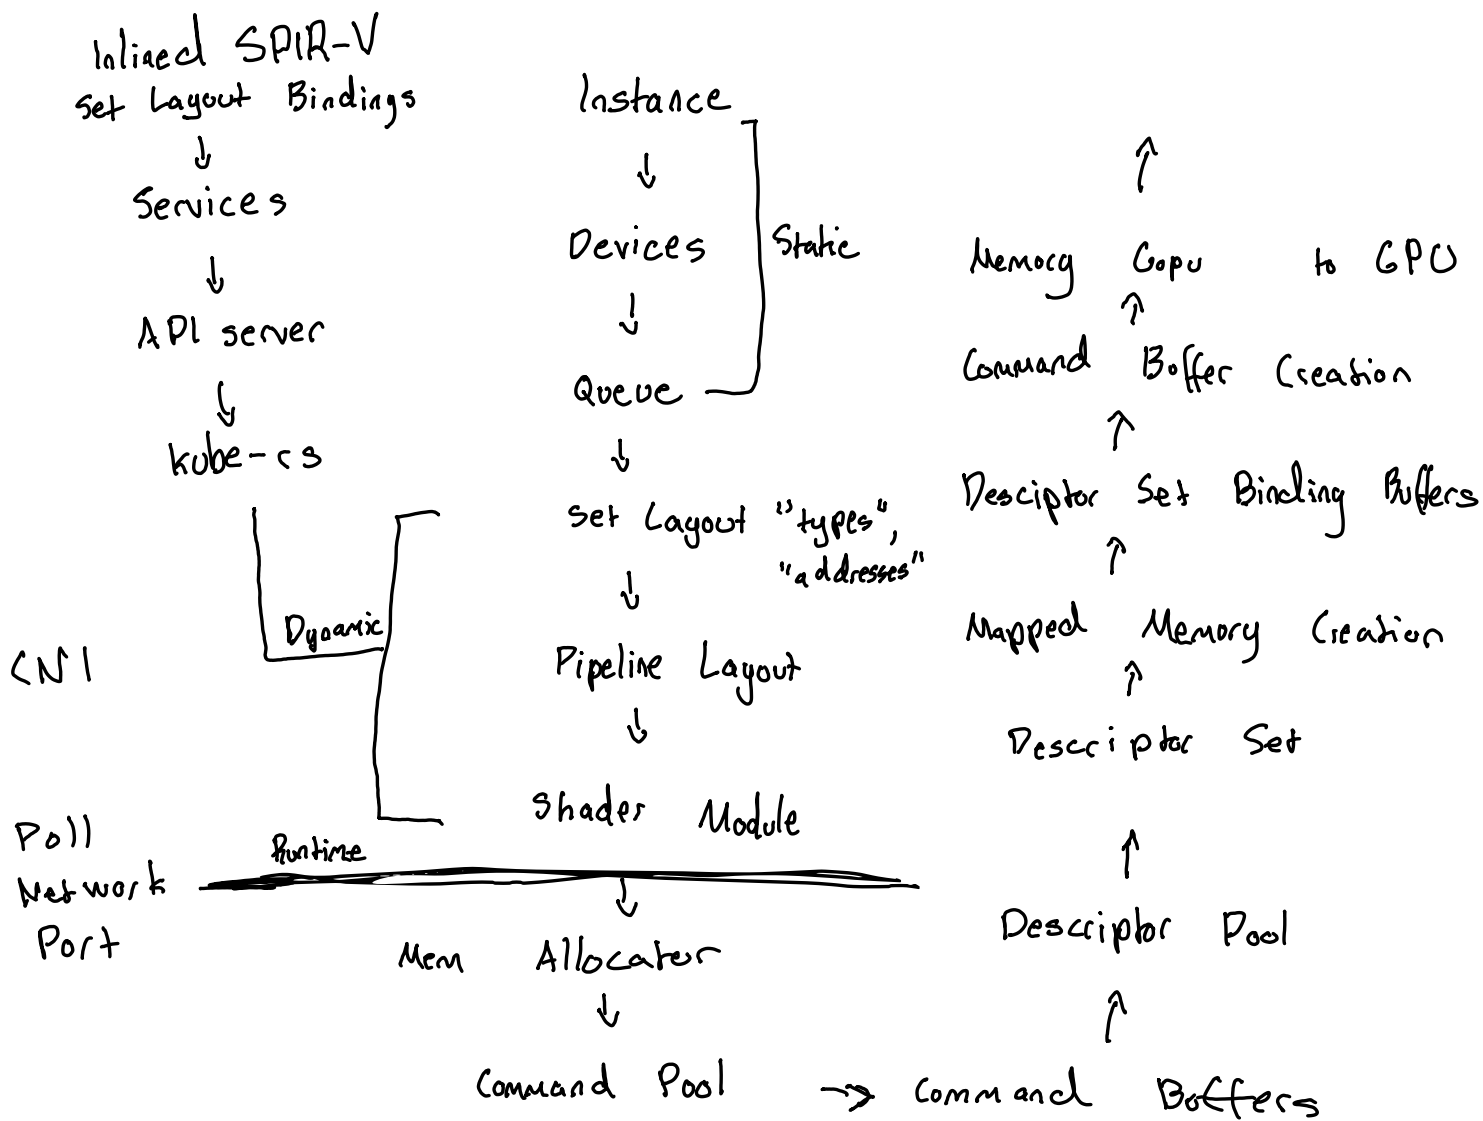 Inlined SPIR-V
Set Layout Bindings
Services
API server
kube-rs
Dynamic
CNI
Poll
Network
Port
Runtime
Instance
Devices
Queue
Static
Set Layout "types",
"addresses"
Pipeline Layout
Shader Module
Mem Allocator
Command Pool
Command Buffers
Descriptor Pool
Descriptor Set
Mapped Memory Creation
Desciptor Set Binding Buffers
Command Buffer Creation
Memory Copy to GPU